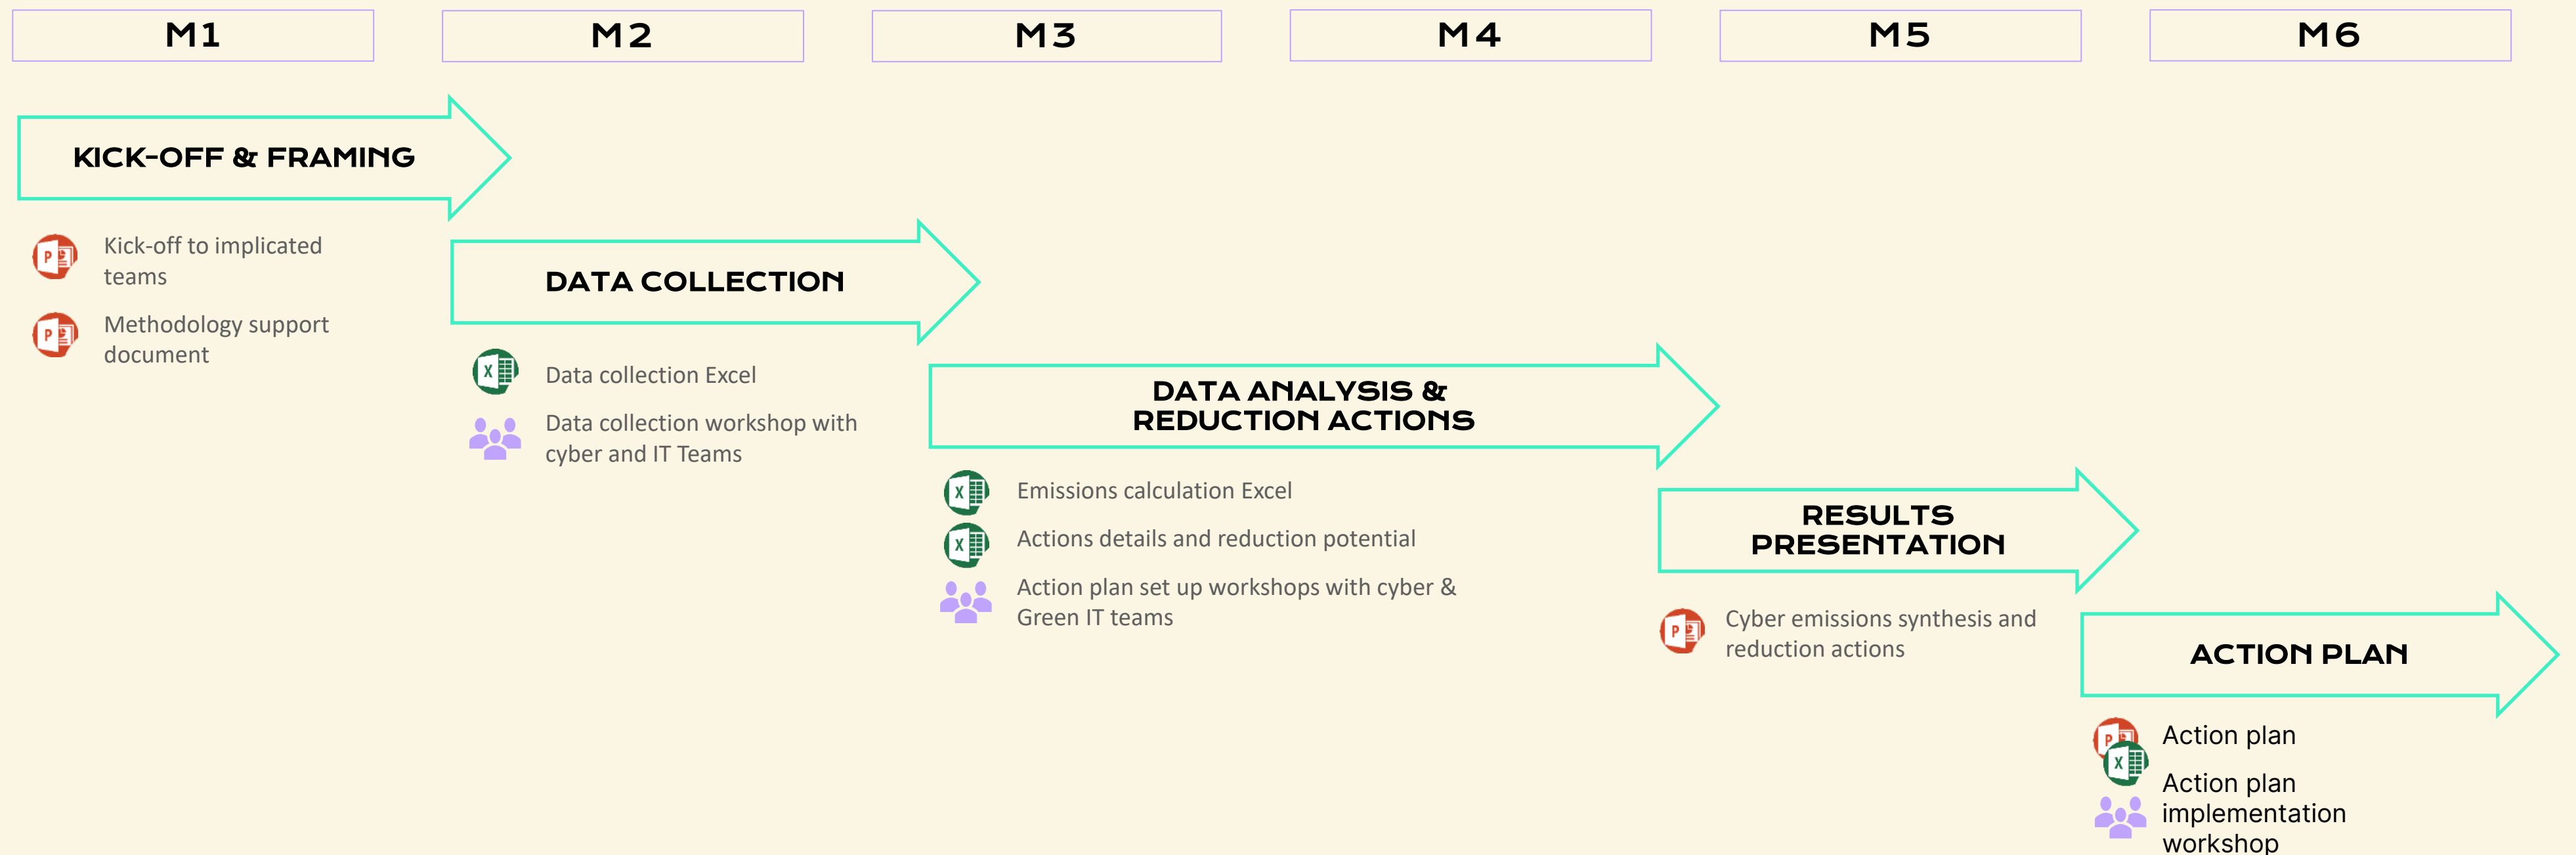 M1
M2
M3
M4
M5
M6
KICK-OFF & FRAMING
Kick-off to implicated
teams
Methodology support
document
DATA COLLECTION
Data collection Excel
Data collection workshop with
cyber and IT Teams
DATA ANALYSIS &
REDUCTION ACTIONS
Emissions calculation Excel
Actions details and reduction potential
Action plan set up workshops with cyber &
Green IT teams
RESULTS
PRESENTATION
Cyber emissions synthesis and
reduction actions
ACTION PLAN
Action plan
Action plan
implementation
workshop